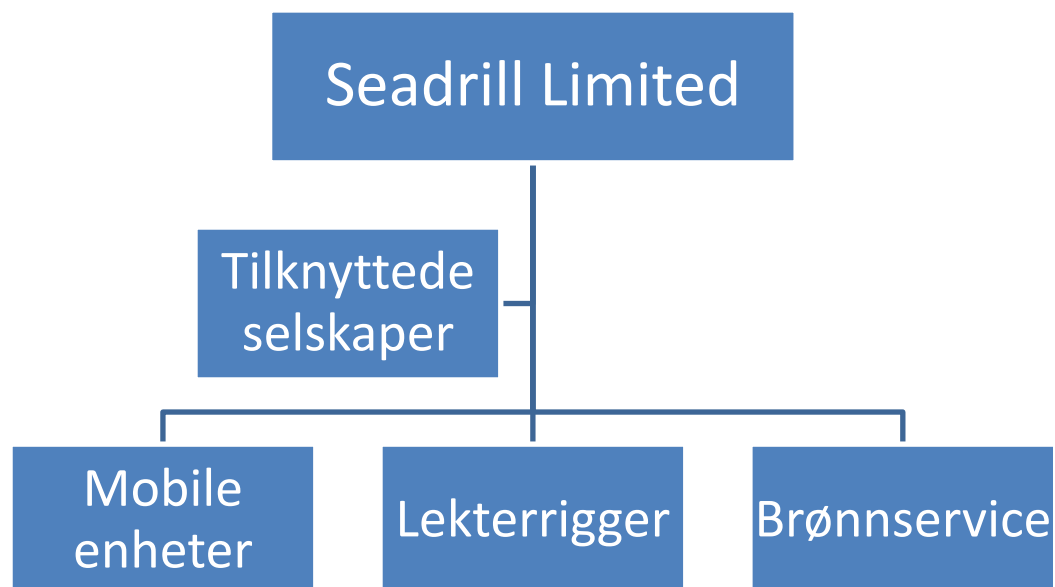 Seadrill Limited
Tilknyttede
selskaper
Mobile
enheter
Lekterrigger
Brønnservice